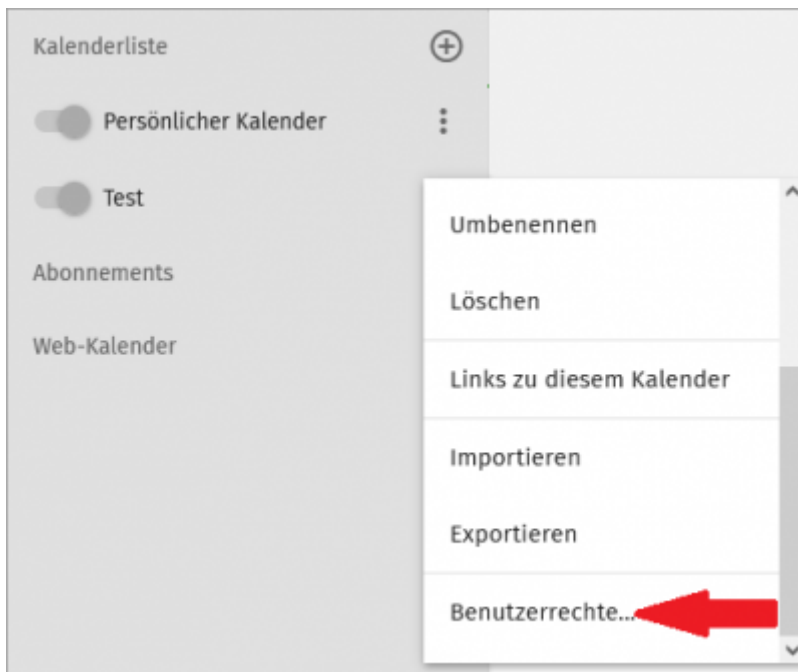 Kalenderliste
Persönlicher Kalender
Test
Abonnements
Web-Kalender
Umbenennen
Löschen
Links zu diesem Kalender
Importieren
Exportieren
Benutzerrechte...